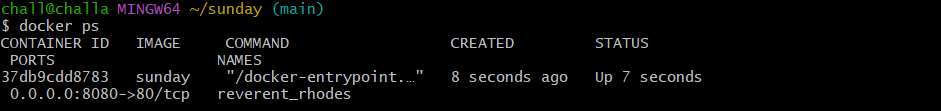 chall@challa MINGW64 ~/sunday (main)
$ docker ps
CONTAINER ID   IMAGE     COMMAND                  CREATED         STATUS
 PORTS                  NAMES
37db9cdd8783   sunday    "/docker-entrypoint.…"   8 seconds ago   Up 7 seconds
 0.0.0.0:8080->80/tcp   reverent_rhodes